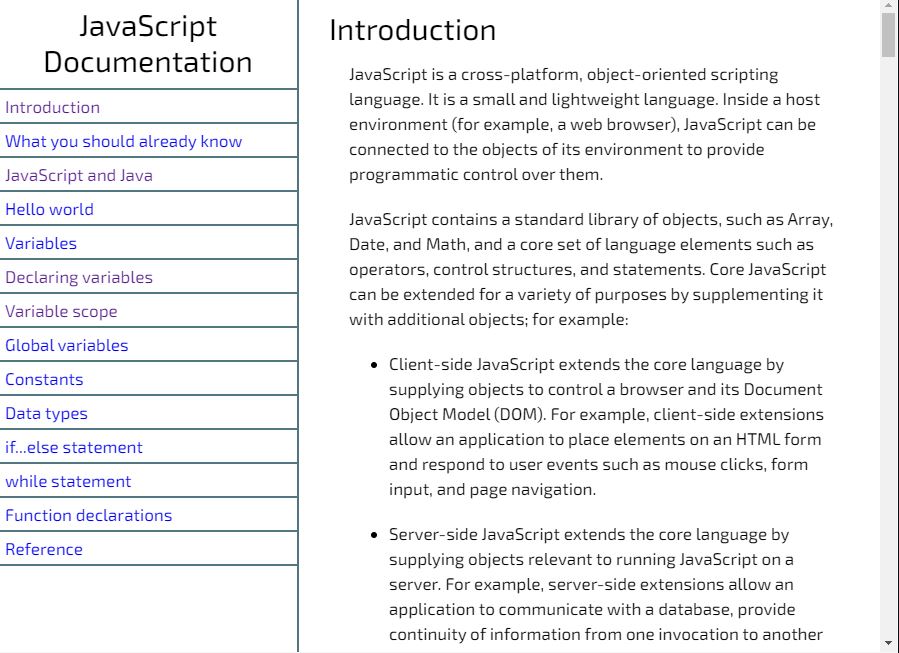 JavaScript
Documentation
Introduction
What you should already know
JavaScript and Java
Hello world
Variables
Declaring variables
Variable scope
Global variables
Constants
Data types
if...else statement
while statement
Function declarations
Reference
Introduction
JavaScript is a cross-platform, object-oriented scripting
language. It is a small and lightweight language. Inside a host
environment (for example, a web browser), JavaScript can be
connected to the objects of its environment to provide
programmatic control over them.
JavaScript contains a standard library of objects, such as Array,
Date, and Math, and a core set of language elements such as
operators, control structures, and statements. Core JavaScript
can be extended for a variety of purposes by supplementing it
with additional objects; for example:
• Client-side JavaScript extends the core language by
supplying objects to control a browser and its Document
Object Model (DOM). For example, client-side extensions
allow an application to place elements on an HTML form
and respond to user events such as mouse clicks, form
input, and page navigation.
• Server-side JavaScript extends the core language by
supplying objects relevant to running JavaScript on a
server. For example, server-side extensions allow an
application to communicate with a database, provide
continuity of information from one invocation to another